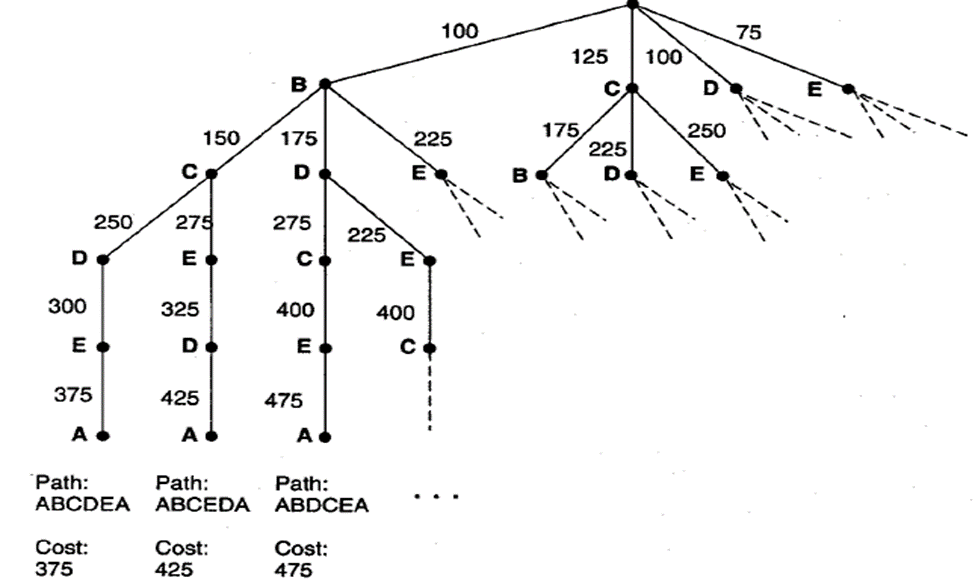 100
75
125
100
B
C
D
E
150
175
225
175
225
250
C
D
E
B
D
E
250
275
275
225
D
E
C
E
300
325
400
400
E
D
E
C
375
425
475
A
A
A
Path:
ABCDEA
Path:
ABCEDA
Path:
ABDCEA
. . .
Cost:
375
Cost:
425
Cost:
475